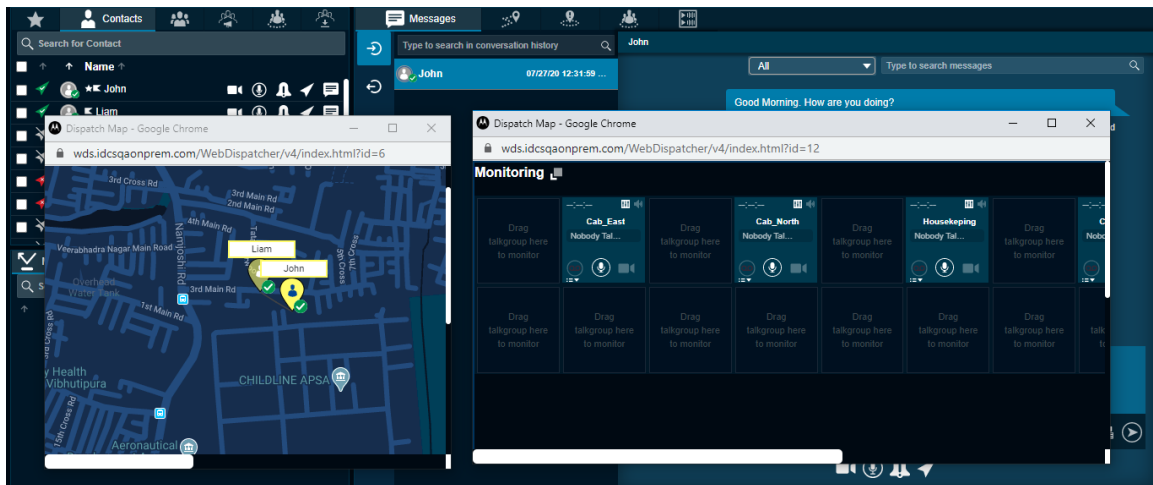 Contacts
Messages
Search for Contact
Type to search in conversation history
John
Name
John
07/27/20 12:31:59 ...
All
Type to search messages
John
Good Morning. How are you doing?
Liam
Dispatch Map - Google Chrome
wds.idcsqaonprem.com/WebDispatcher/v4/index.html?id=6
3rd Cross Rd
3rd Main Rd
2nd Main Rd
4th Main Rd
Namjoshi Rd
Veerabhadra Nagar Main Road
Liam
John
9th Cross
7th Cross
Overhead
Water Tank
3rd Main Rd
1st Main Rd
y Health
Vibhutipura
CHILDLINE APSA
15th Cross Rd
Aeronautical
Dispatch Map - Google Chrome
wds.idcsqaonprem.com/WebDispatcher/v4/index.html?id=12
Monitoring
Drag
talkgroup here
to monitor
--:--:--
Cab_East
Nobody Tal...
Drag
talkgroup here
to monitor
--:--:--
Cab_North
Nobody Tal...
Drag
talkgroup here
to monitor
--:--:--
Housekeping
Nobody Tal...
Drag
talkgroup here
to monitor
Drag
talkgroup here
to monitor
Drag
talkgroup here
to monitor
Drag
talkgroup here
to monitor
Drag
talkgroup here
to monitor
Drag
talkgroup here
to monitor
Drag
talkgroup here
to monitor
Drag
talkgroup here
to monitor